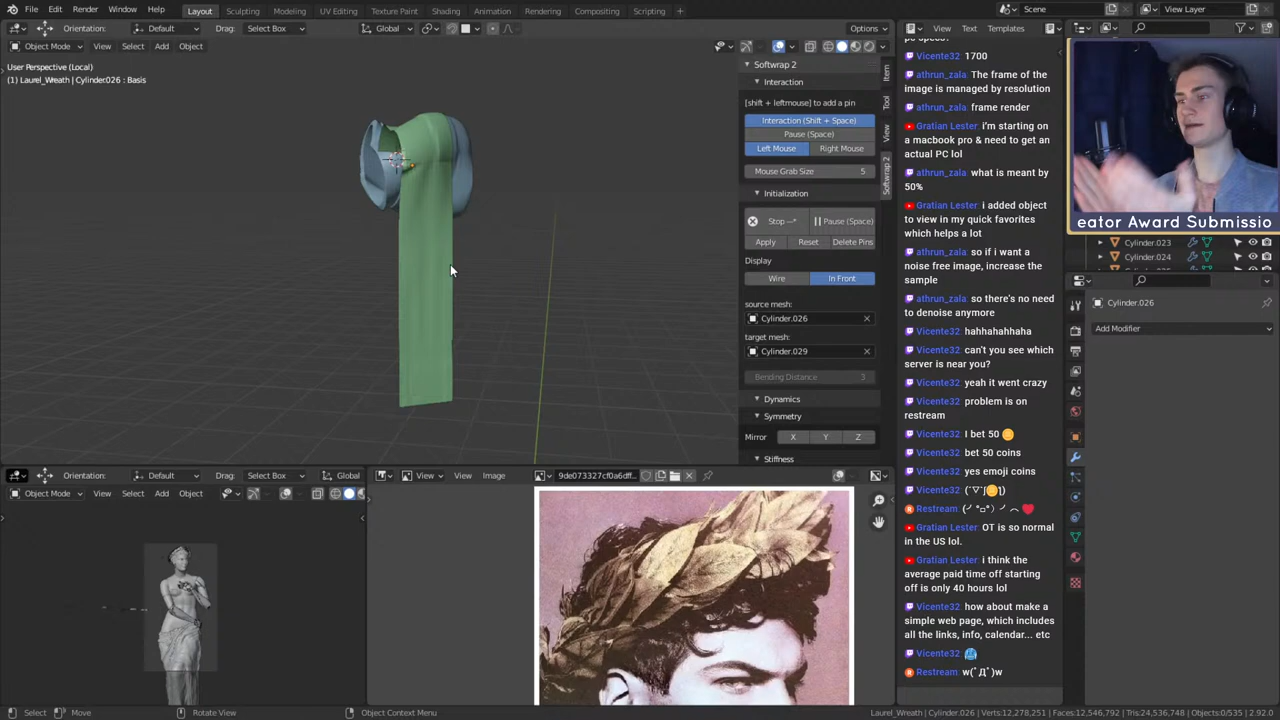 File Edit Render Window Help Layout Sculpting Modeling UV Editing Texture Paint Shading Animation Rendering Compositing Scripting + Scene View Layer
Orientation: Default Drag: Select Box Global Options
Object Mode View Select Add Object
User Perspective (Local)
(1) Laurel_Wreath | Cylinder.026 : Basis
Softwrap 2
Interaction
[shift + leftmouse] to add a pin
Interaction (Shift + Space)
Pause (Space)
Left Mouse Right Mouse
Mouse Grab Size 5
Initialization
Stop Pause (Space)
Apply Reset Delete Pins
Display
Wire In Front
source mesh:
Cylinder.026
target mesh:
Cylinder.029
Bending Distance 3
Dynamics
Symmetry
Mirror X Y Z
Stiffness
Item
Tool
View
Softwrap 2
Orientation: Default Drag: Select Box Global
Object Mode View Select Add Object
View View Image 9de073327cf0a6dff...
View Text Templates
Vicente32 1700
athrun_zala: The frame of the
image is managed by resolution
athrun_zala: frame render
Gratian Lester: i'm starting on
a macbook pro & need to get an
actual PC lol
athrun_zala: what is meant by
50%
Gratian Lester: i added object
to view in my quick favorites
which helps a lot
athrun_zala: so if i want a
noise free image, increase the
sample
athrun_zala: so there's no need
to denoise anymore
Vicente32: hahhahahhaha
Vicente32: can't you see which
server is near you?
Vicente32: yeah it went crazy
Vicente32: problem is on
restream
Vicente32: I bet 50
Vicente32: bet 50 coins
Vicente32: yes emoji coins
Vicente32:
Restream:
Gratian Lester: OT is so normal
in the US lol.
Gratian Lester: i think the
average paid time off starting
off is only 40 hours lol
Vicente32: how about make a
simple web page, which includes
all the links, info, calendar... etc
Vicente32:
Restream: w(ﾟДﾟ)w
eator Award Submissio
Cylinder.023
Cylinder.024
Cylinder.026
Add Modifier
Select Move Rotate View Object Context Menu
Laurel_Wreath | Cylinder.026 | Verts:12,278,251 | Faces:12,546,792 | Tris:24,536,748 | Objects:0/535 | 2.92.0